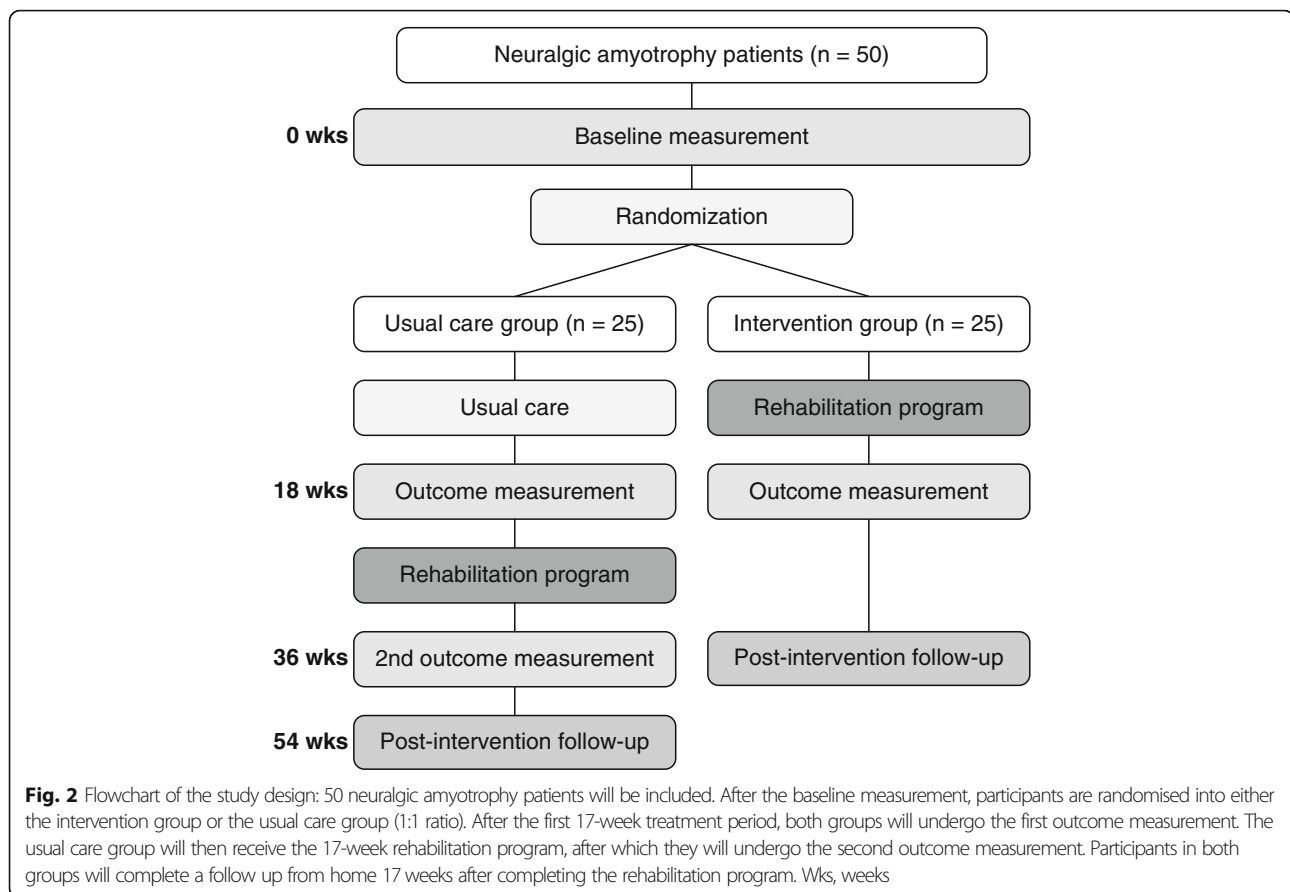 Neuralgic amyotrophy patients (n = 50)
0 wks
Baseline measurement
Randomization
Usual care group (n = 25)
Intervention group (n = 25)
Usual care
Rehabilitation program
18 wks
Outcome measurement
Outcome measurement
Rehabilitation program
36 wks
2nd outcome measurement
Post-intervention follow-up
54 wks
Post-intervention follow-up
Fig. 2 Flowchart of the study design: 50 neuralgic amyotrophy patients will be included. After the baseline measurement, participants are randomised into either
the intervention group or the usual care group (1:1 ratio). After the first 17-week treatment period, both groups will undergo the first outcome measurement. The
usual care group will then receive the 17-week rehabilitation program, after which they will undergo the second outcome measurement. Participants in both
groups will complete a follow up from home 17 weeks after completing the rehabilitation program. Wks, weeks